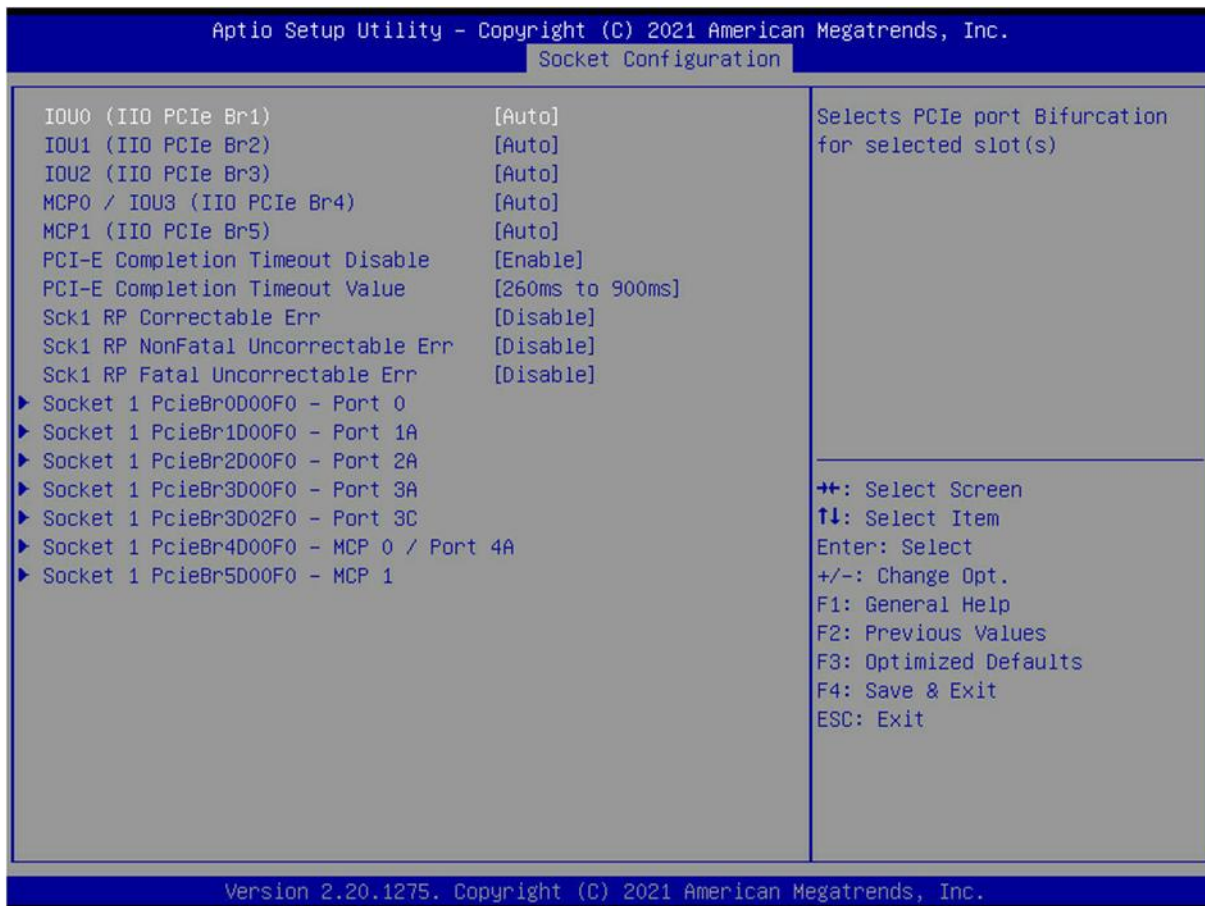 Aptio Setup Utility – Copyright (C) 2021 American Megatrends, Inc.
Socket Configuration
IOU0 (IIO PCIe Br1) [Auto]
IOU1 (IIO PCIe Br2) [Auto]
IOU2 (IIO PCIe Br3) [Auto]
MCP0 / IOU3 (IIO PCIe Br4) [Auto]
MCP1 (IIO PCIe Br5) [Auto]
PCI-E Completion Timeout Disable [Enable]
PCI-E Completion Timeout Value [260ms to 900ms]
Sck1 RP Correctable Err [Disable]
Sck1 RP NonFatal Uncorrectable Err [Disable]
Sck1 RP Fatal Uncorrectable Err [Disable]
▶ Socket 1 PcieBr0D00F0 – Port 0
▶ Socket 1 PcieBr1D00F0 – Port 1A
▶ Socket 1 PcieBr2D00F0 – Port 2A
▶ Socket 1 PcieBr3D00F0 – Port 3A
▶ Socket 1 PcieBr3D02F0 – Port 3C
▶ Socket 1 PcieBr4D00F0 – MCP 0 / Port 4A
▶ Socket 1 PcieBr5D00F0 – MCP 1
Selects PCIe port Bifurcation
for selected slot(s)
→←: Select Screen
↑↓: Select Item
Enter: Select
+/-: Change Opt.
F1: General Help
F2: Previous Values
F3: Optimized Defaults
F4: Save & Exit
ESC: Exit
Version 2.20.1275. Copyright (C) 2021 American Megatrends, Inc.